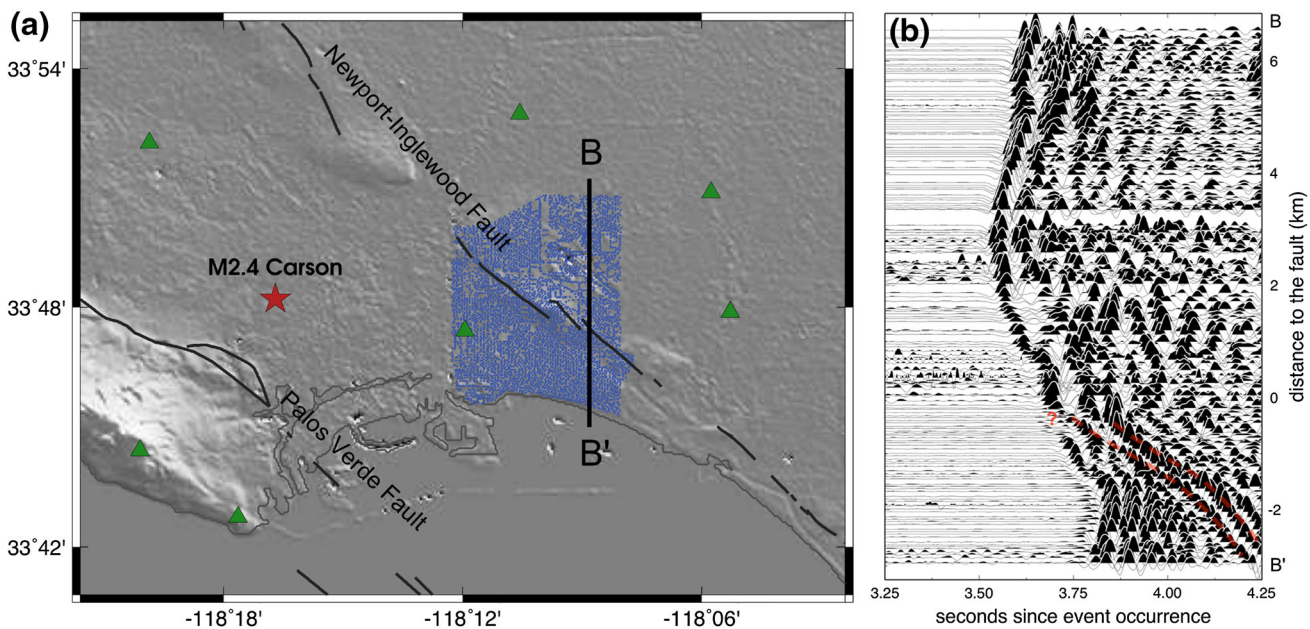 (a)
33°54'
33°48'
33°42'
-118°18'
-118°12'
-118°06'
Newport-Inglewood Fault
M2.4 Carson
Palos Verde Fault
B
B'
(b)
B
6
4
2
0
-2
B'
?
distance to the fault (km)
3.25
3.50
3.75
4.00
4.25
seconds since event occurrence